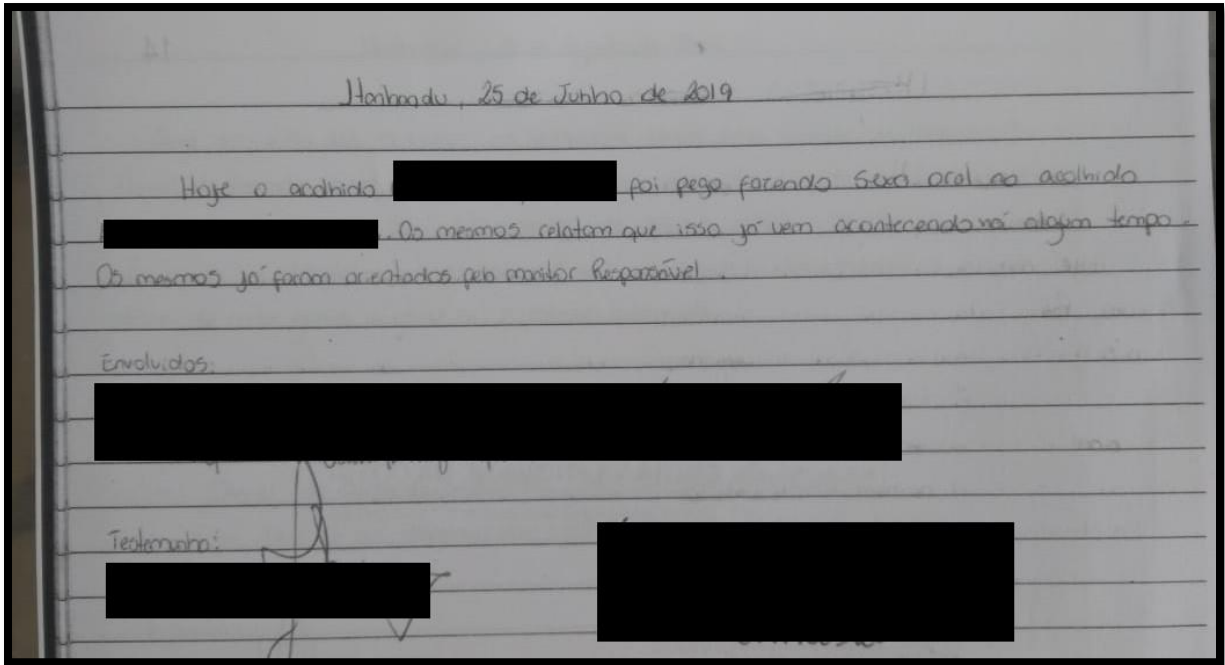 Itanhandu, 25 de Junho de 2019
Hoje o acolhido foi pego fazendo sexo oral no acolhido
. Os mesmos relatam que isso já vem acontecendo há algum tempo.
Os mesmos já foram orientados pelo monitor Responsável.
Envolvidos:
Testemunha: